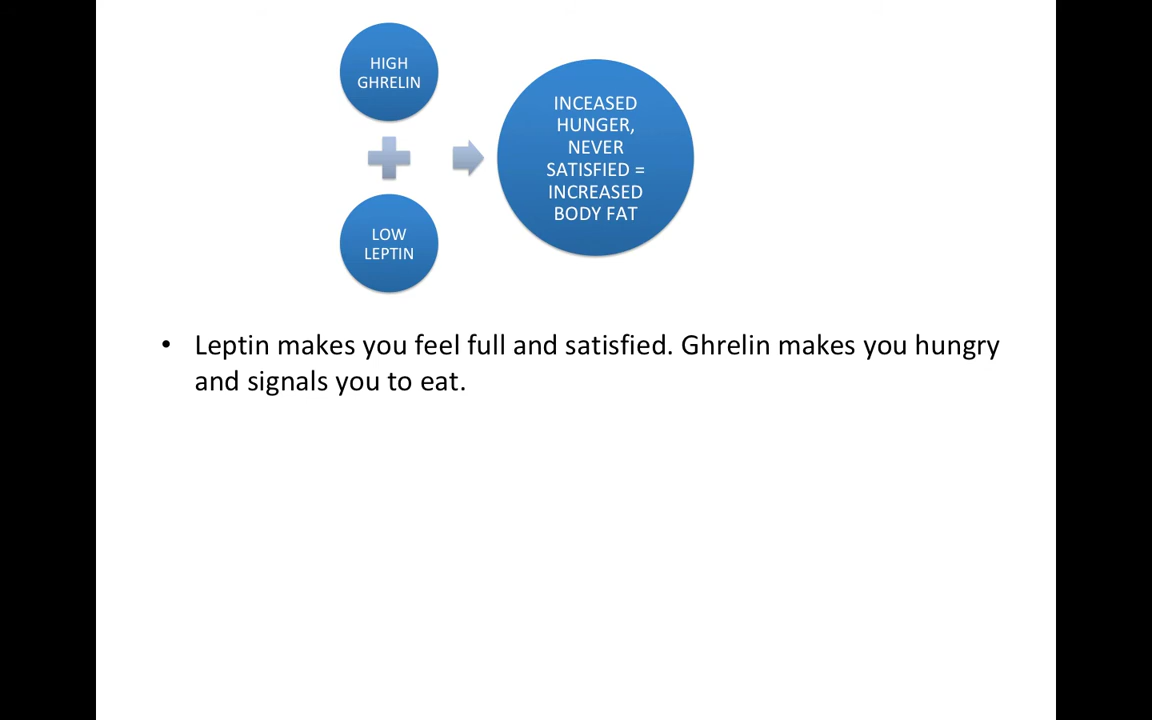 HIGH
GHRELIN
LOW
LEPTIN
INCEASED
HUNGER,
NEVER
SATISFIED =
INCREASED
BODY FAT
• Leptin makes you feel full and satisfied. Ghrelin makes you hungry
and signals you to eat.